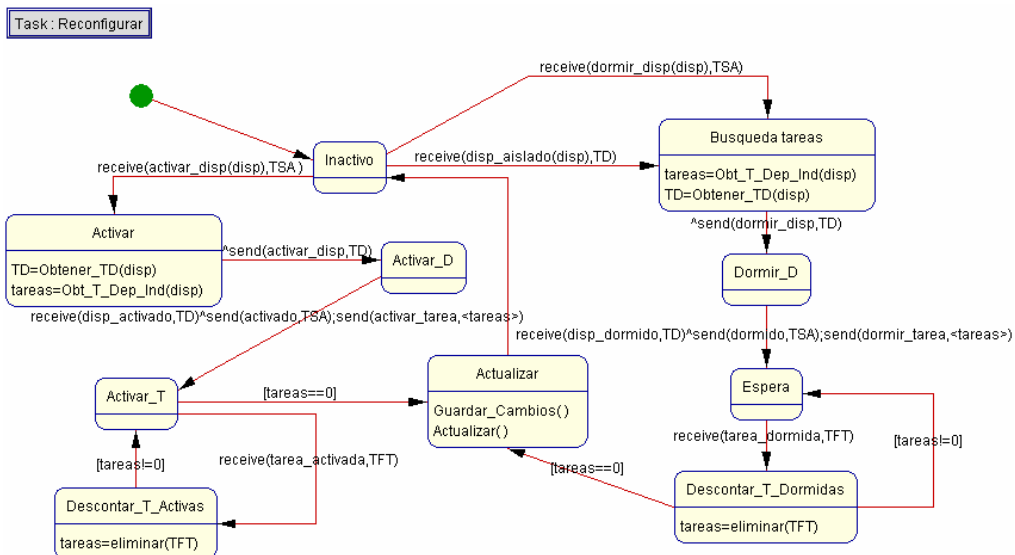 Task : Reconfigurar
receive(dormir_disp(disp),TSA)
Busqueda tareas
tareas=Obt_T_Dep_Ind(disp)
TD=Obtener_TD(disp)
Inactivo
receive(disp_aislado(disp),TD)
receive(activar_disp(disp),TSA )
Activar
TD=Obtener_TD(disp)
tareas=Obt_T_Dep_Ind(disp)
^send(activar_disp,TD)
Activar_D
^send(dormir_disp,TD)
Dormir_D
receive(disp_activado,TD)^send(activado,TSA);send(activar_tarea,<tareas>)
receive(disp_dormido,TD)^send(dormido,TSA);send(dormir_tarea,<tareas>)
Activar_T
[tareas==0]
Actualizar
Guardar_Cambios()
Actualizar()
Espera
receive(tarea_dormida,TFT)
[tareas!=0]
[tareas!=0]
receive(tarea_activada,TFT)
[tareas==0]
Descontar_T_Activas
tareas=eliminar(TFT)
Descontar_T_Dormidas
tareas=eliminar(TFT)